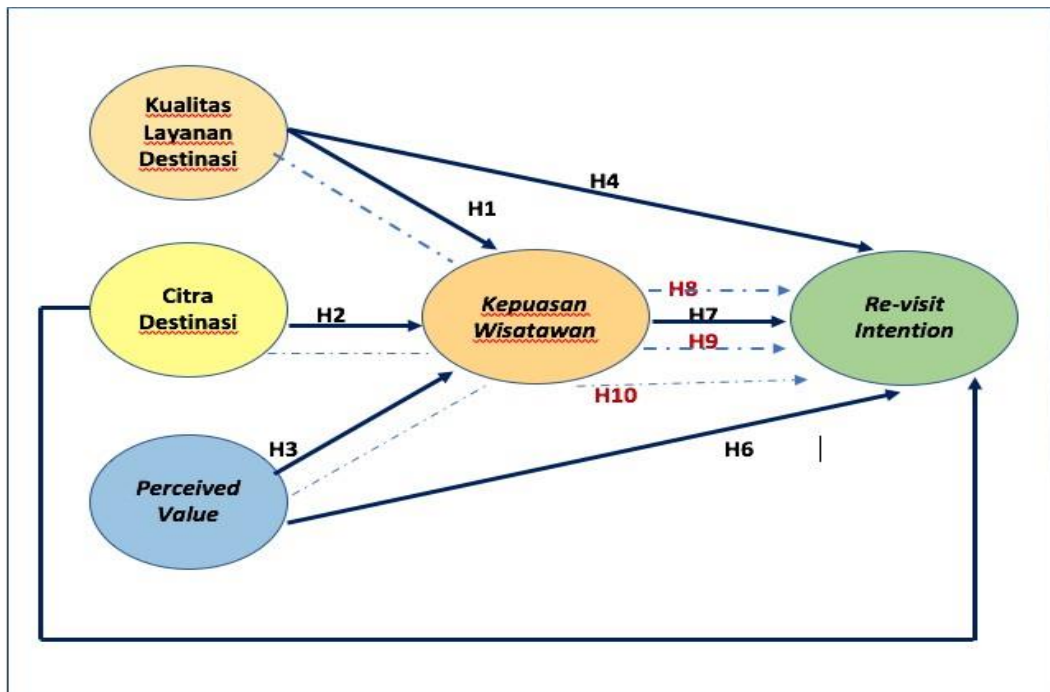 Kualitas
Layanan
Destinasi
H4
H1
Citra
Destinasi
H2
Kepuasan
Wisatawan
H8
H7
H9
H10
Re-visit
Intention
H3
H6
Perceived
Value